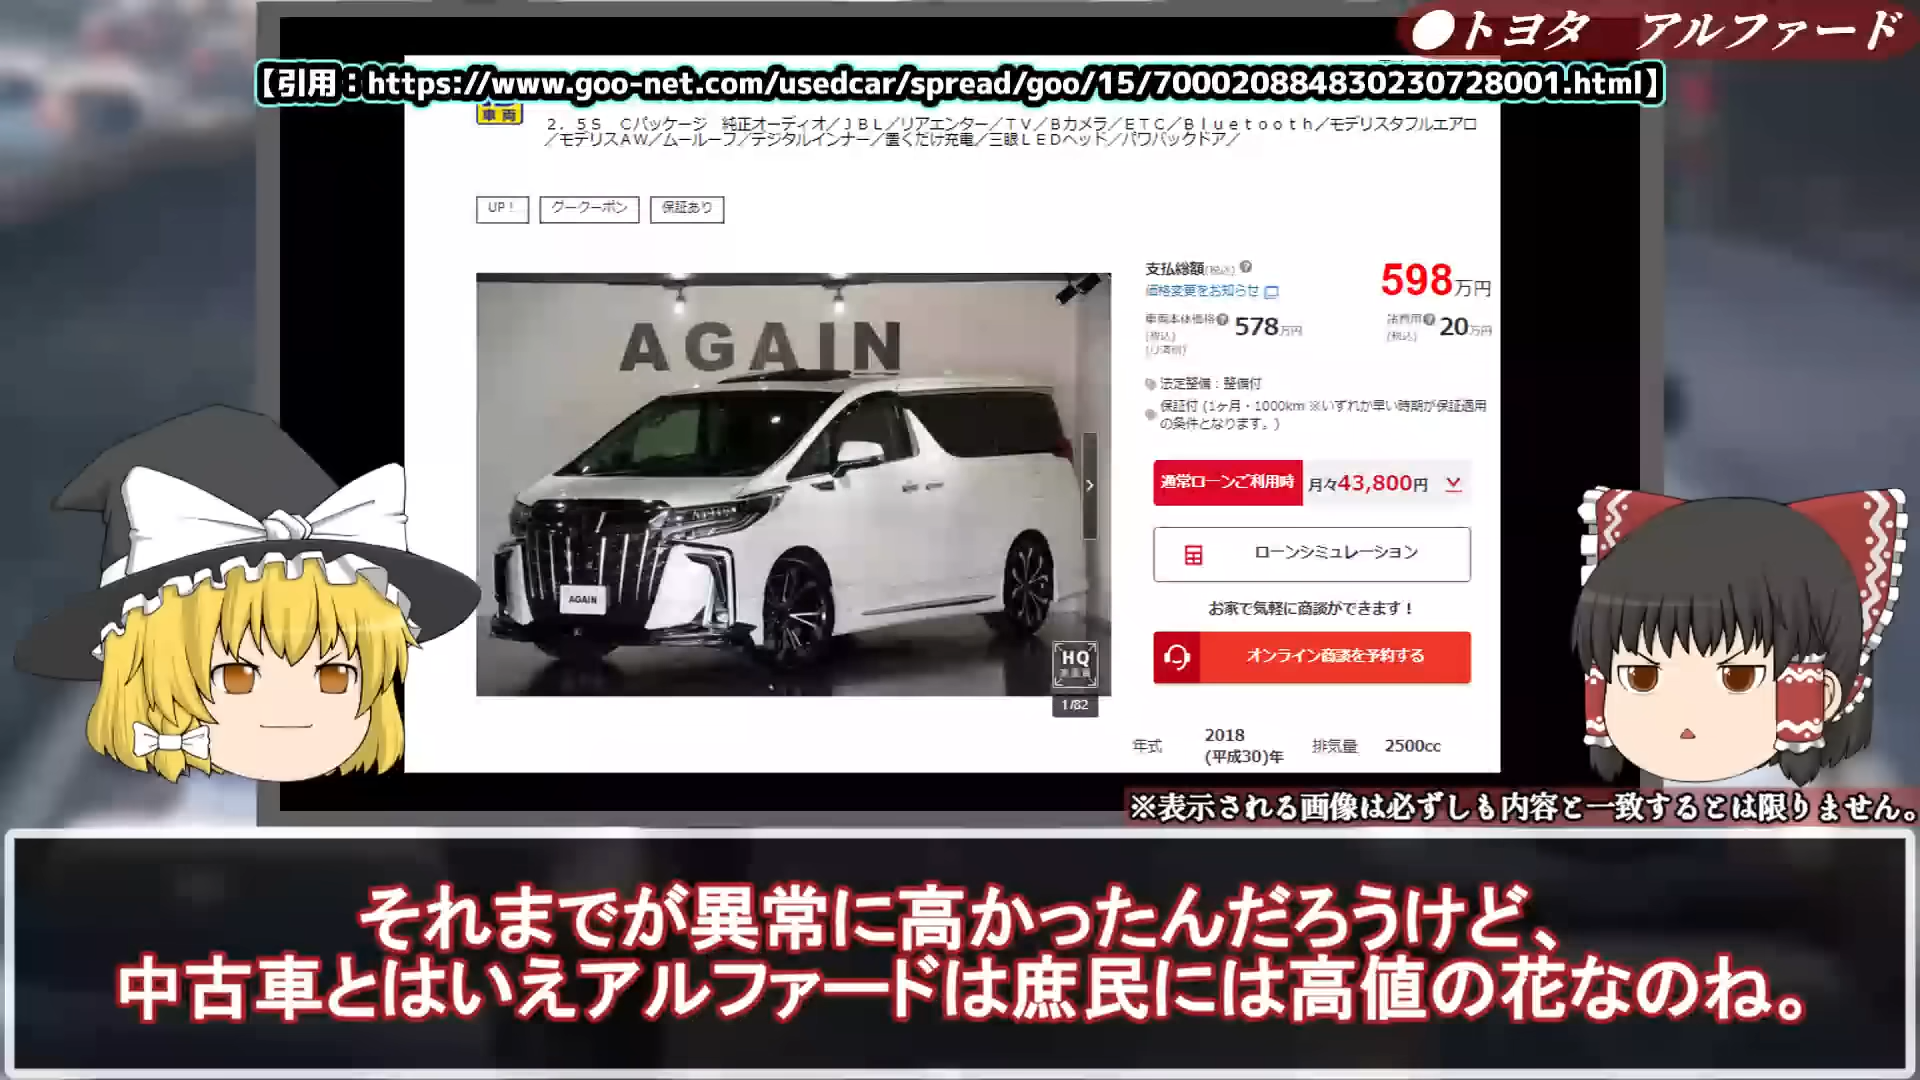 トヨタ　アルファード
【引用：https://www.goo-net.com/usedcar/spread/goo/15/700020884830230728001.html】
車両
２．５Ｓ　Ｃパッケージ　純正オーディオ／ＪＢＬ／リアエンター／ＴＶ／Ｂカメラ／ＥＴＣ／Ｂｌｕｅｔｏｏｔｈ／モデリスタフルエアロ
／モデリスＡＷ／ムールーフ／デジタルインナー／置くだけ充電／三眼ＬＥＤヘッド／パワバックドア／
UP！
グークーポン
保証あり
AGAIN
AGAIN
HQ
1/82
支払総額(税込)
598万円
価格変更をお知らせ
車両本体価格
(税込)
578万円
諸費用
(税込)
20万円
法定整備：整備付
保証付 (1ヶ月・1000km ※いずれか早い時期が保証適用
の条件となります。)
通常ローンご利用時
月々43,800円
ローンシミュレーション
お家で気軽に商談ができます！
オンライン商談を予約する
年式
2018
(平成30)年
排気量
2500cc
※表示される画像は必ずしも内容と一致するとは限りません。
それまでが異常に高かったんだろうけど、
中古車とはいえアルファードは庶民には高値の花なのね。